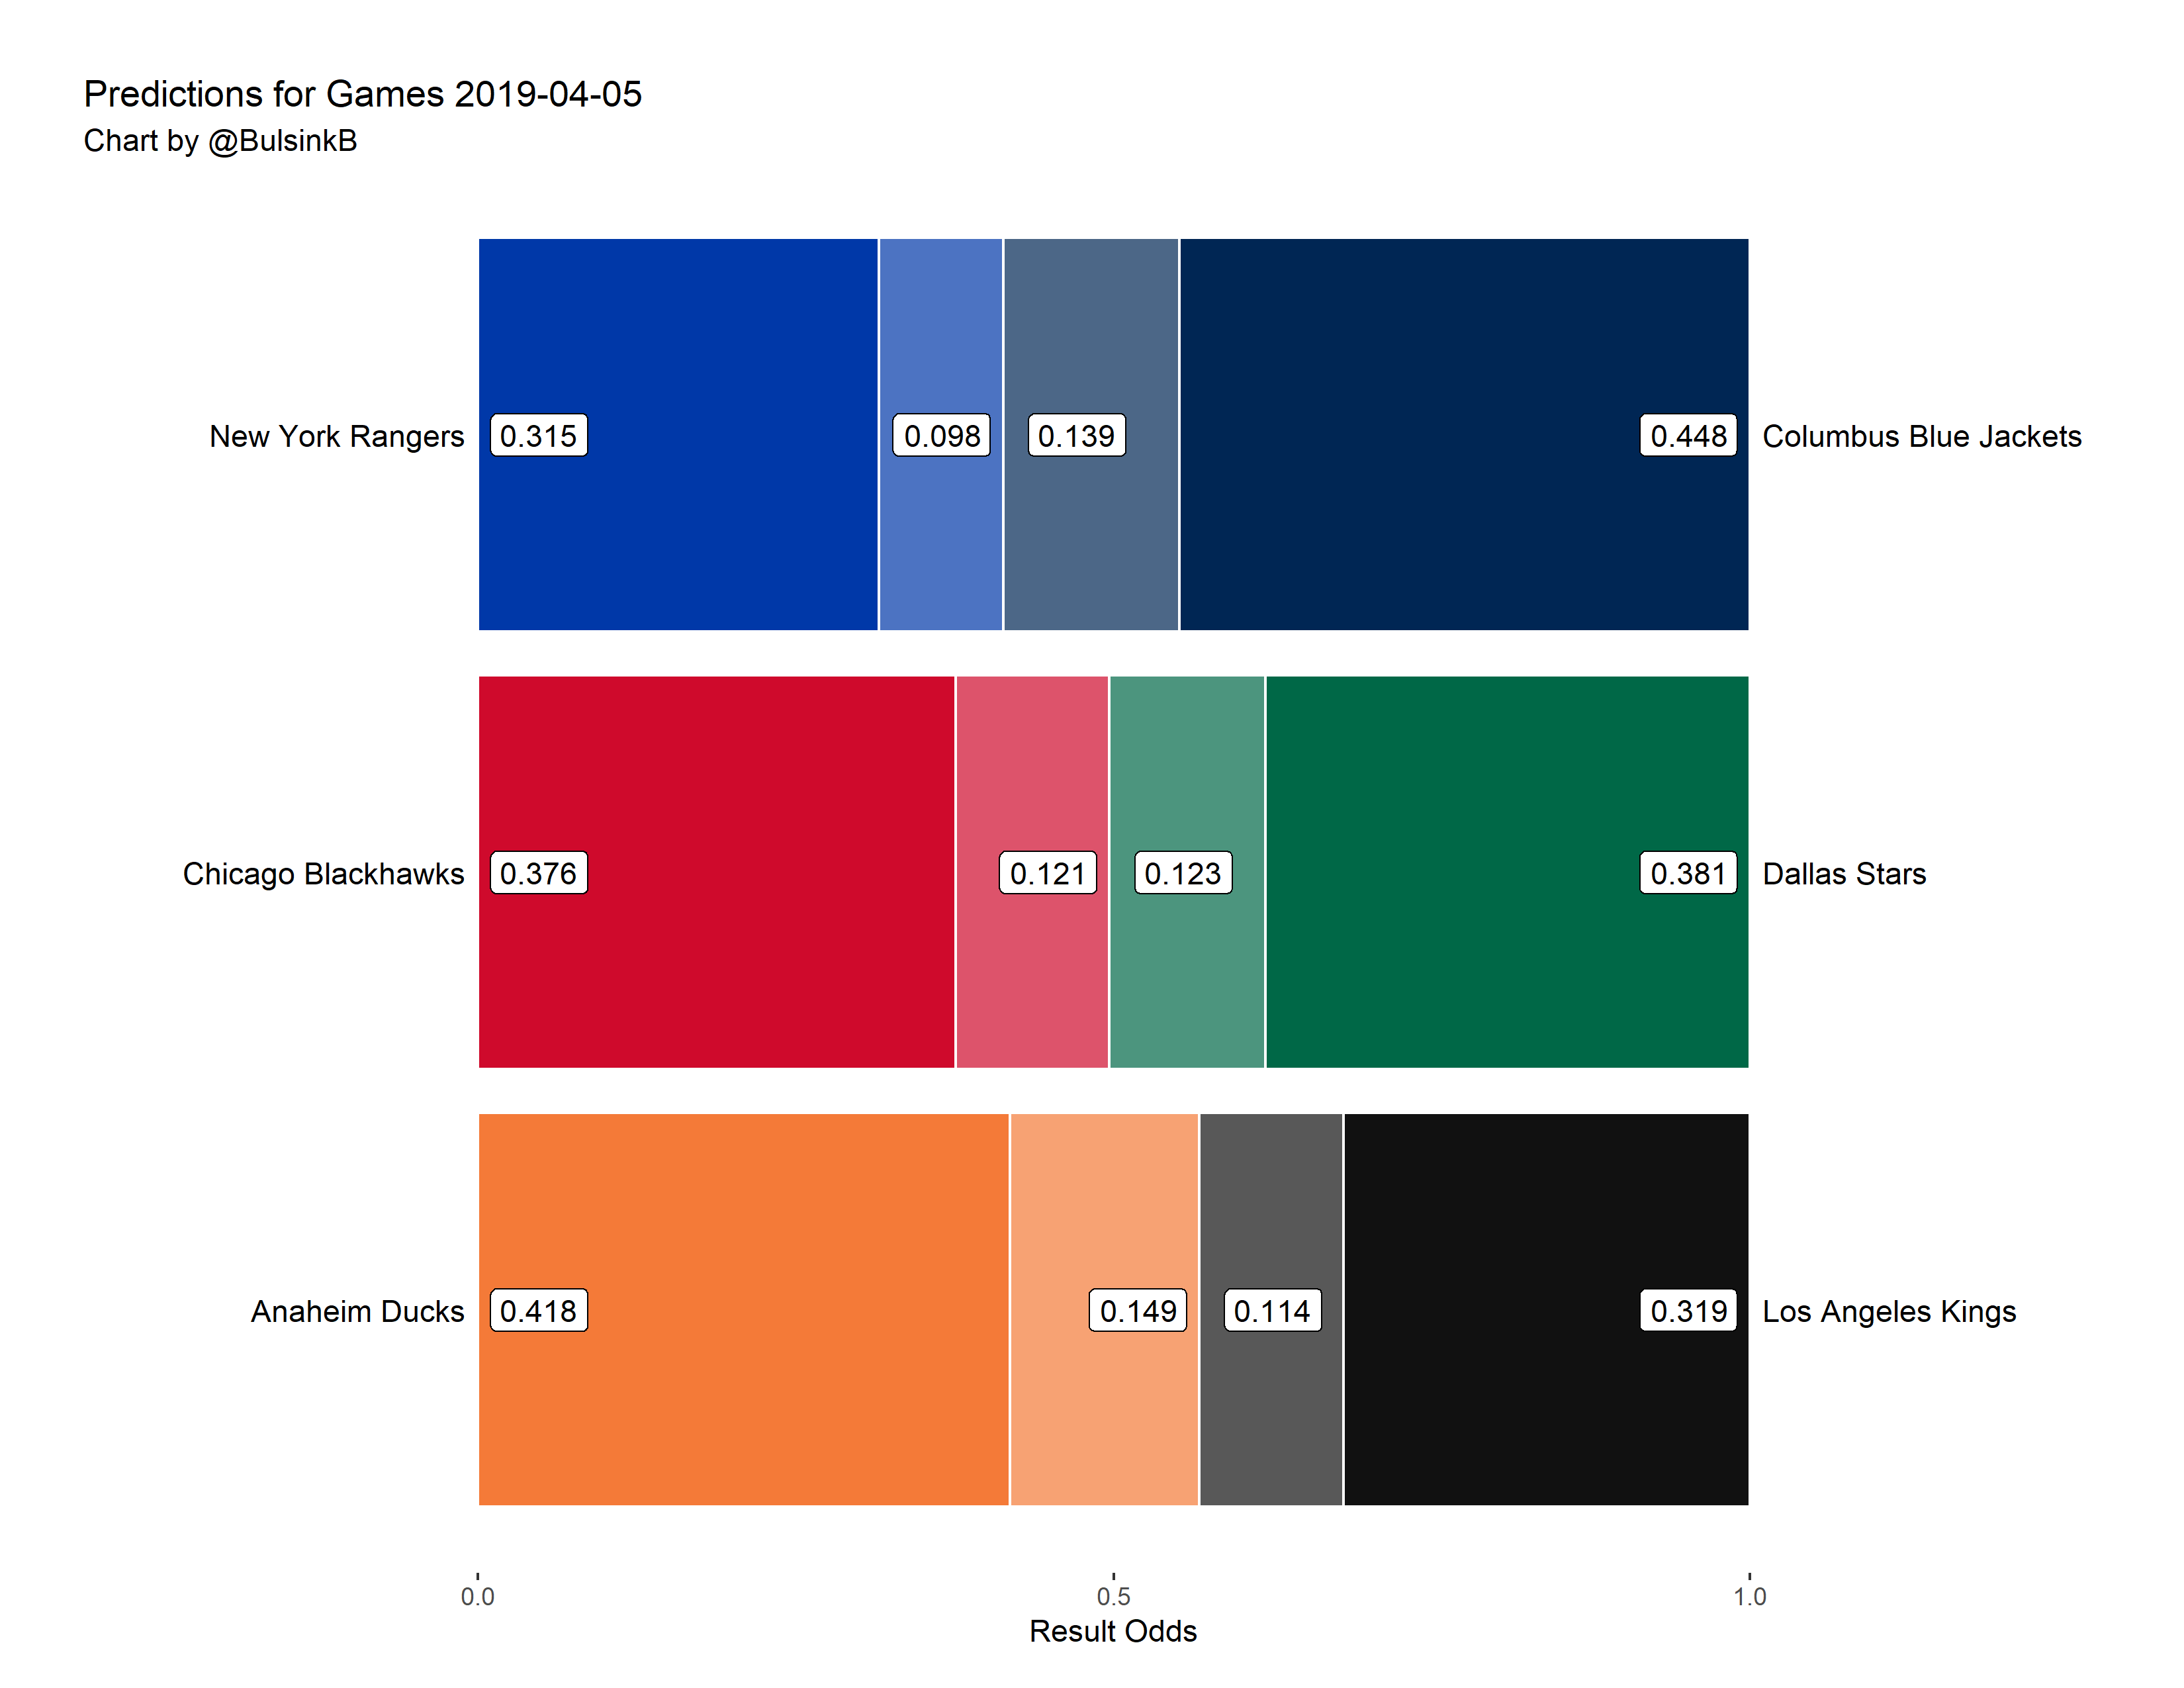 Predictions for Games 2019-04-05
Chart by @BulsinkB
New York Rangers 0.315 0.098 0.139 0.448 Columbus Blue Jackets
Chicago Blackhawks 0.376 0.121 0.123 0.381 Dallas Stars
Anaheim Ducks 0.418 0.149 0.114 0.319 Los Angeles Kings
0.0 0.5 1.0
Result Odds